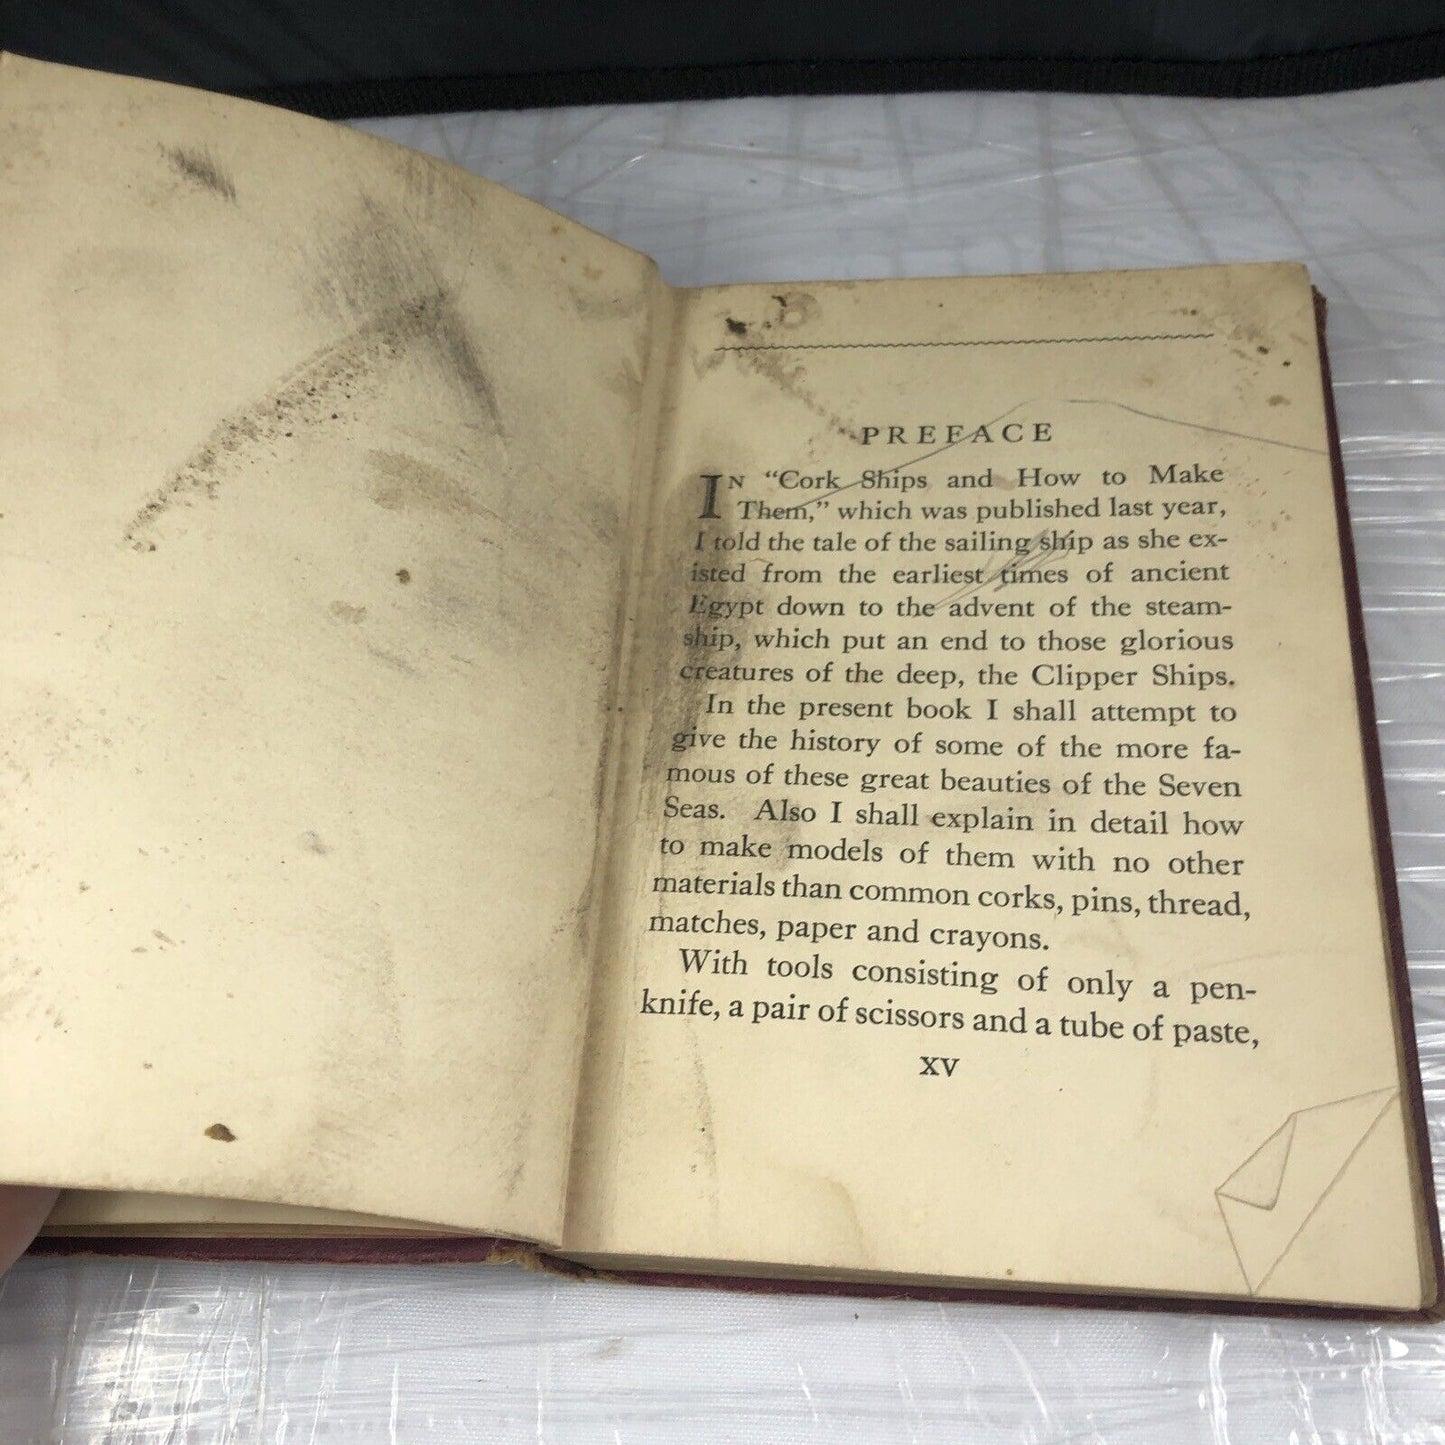 PREFACE
IN "Cork Ships and How to Make
Them," which was published last year,
I told the tale of the sailing ship as she ex-
isted from the earliest times of ancient
Egypt down to the advent of the steam-
ship, which put an end to those glorious
creatures of the deep, the Clipper Ships.
In the present book I shall attempt to
give the history of some of the more fa-
mous of these great beauties of the Seven
Seas. Also I shall explain in detail how
to make models of them with no other
materials than common corks, pins, thread,
matches, paper and crayons.
With tools consisting of only a pen-
knife, a pair of scissors and a tube of paste,
xv